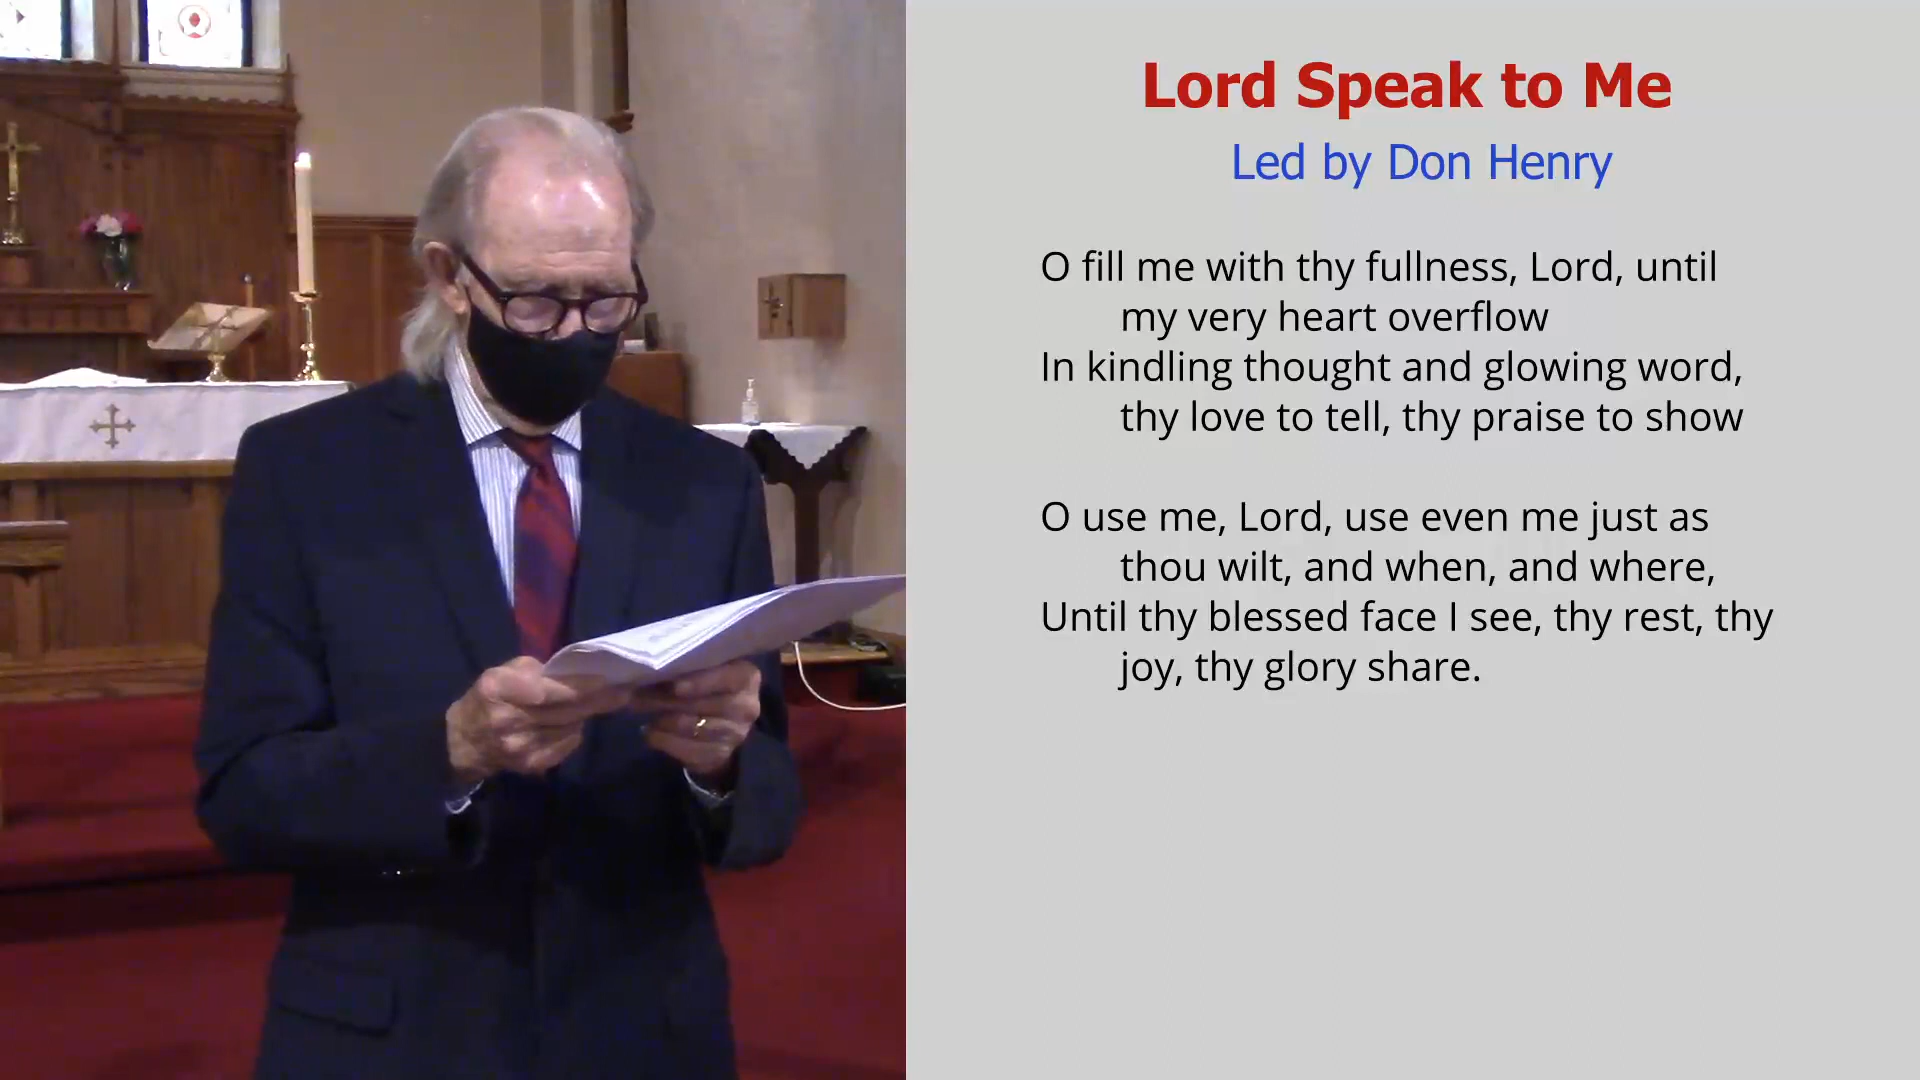 Lord Speak to Me
Led by Don Henry
O fill me with thy fullness, Lord, until
my very heart overflow
In kindling thought and glowing word,
thy love to tell, thy praise to show
O use me, Lord, use even me just as
thou wilt, and when, and where,
Until thy blessed face I see, thy rest, thy
joy, thy glory share.